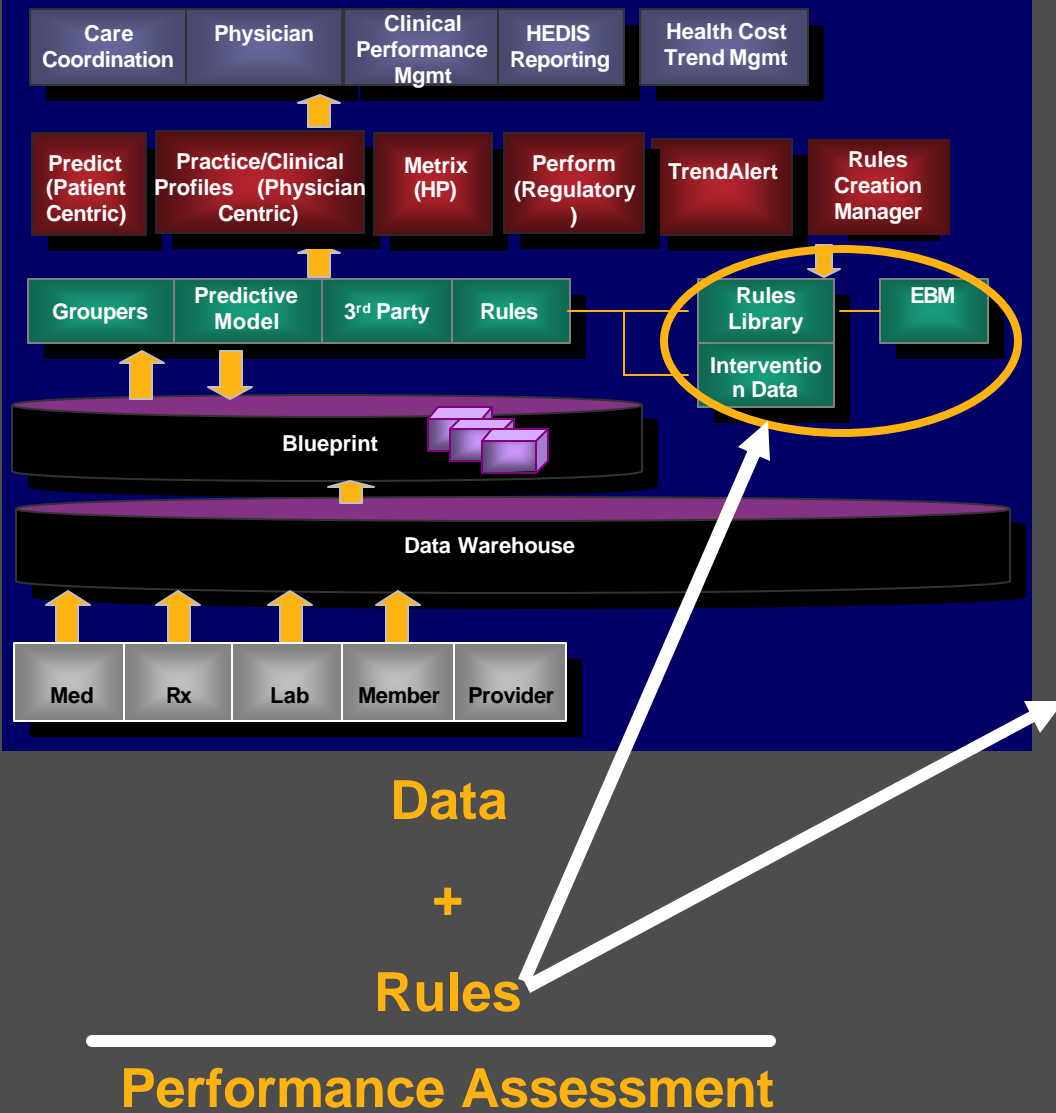 Care
Coordination
Physician
Clinical
Performance
Mgmt
HEDIS
Reporting
Health Cost
Trend Mgmt
Predict
(Patient
Centric)
Practice/Clinical
Profiles (Physician
Centric)
Metrix
(HP)
Perform
(Regulatory
)
TrendAlert
Rules
Creation
Manager
Groupers
Predictive
Model
3rd Party
Rules
Rules
Library
EBM
Interventio
n Data
Blueprint
Data Warehouse
Med
Rx
Lab
Member
Provider
Data
+
Rules
Performance Assessment